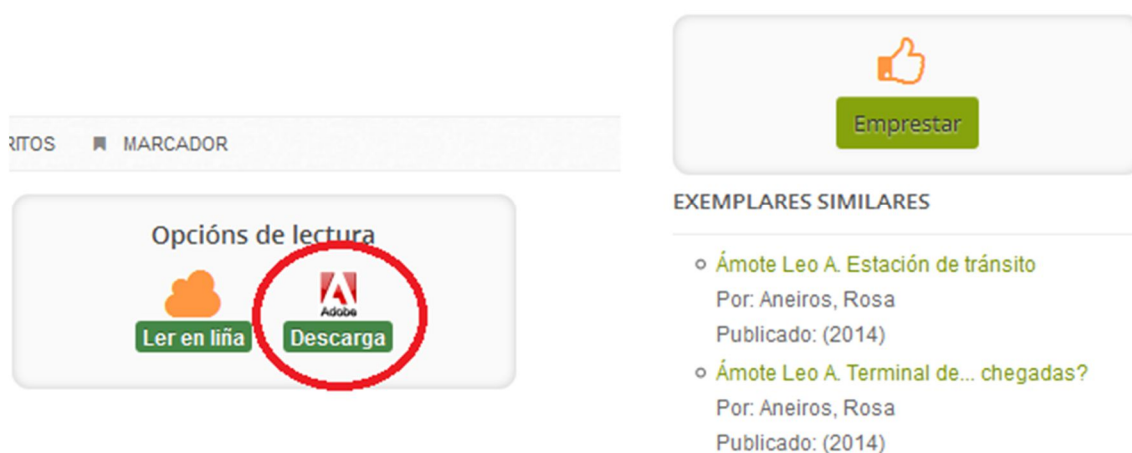 RITOS MARCADOR
Opcións de lectura
Adobe
Ler en liña Descarga
Emprestar
EXEMPLARES SIMILARES
Ámote Leo A. Estación de tránsito
Por: Aneiros, Rosa
Publicado: (2014)
Ámote Leo A. Terminal de... chegadas?
Por: Aneiros, Rosa
Publicado: (2014)